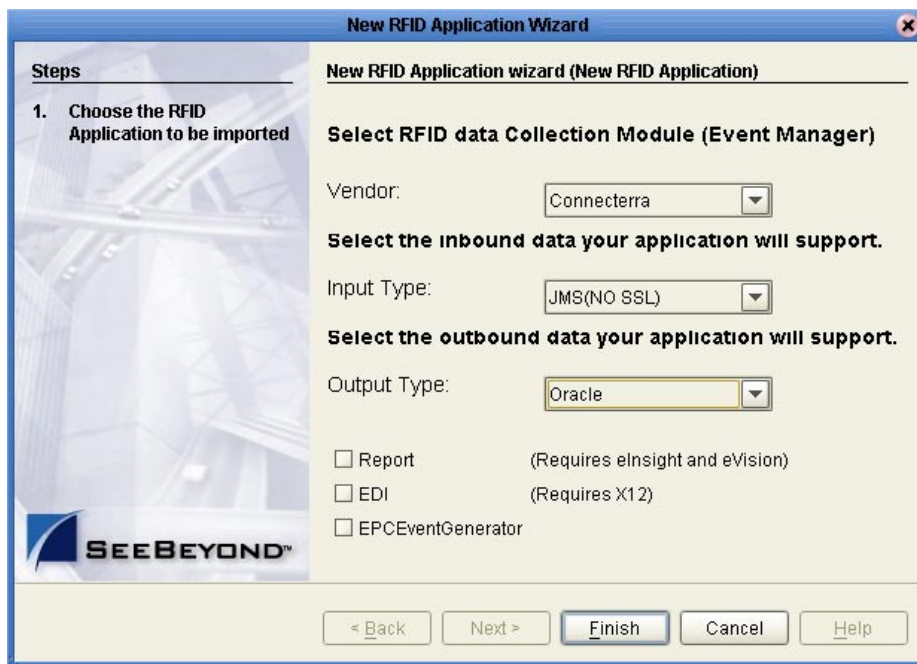 New RFID Application Wizard
Steps
1. Choose the RFID
Application to be imported
New RFID Application wizard (New RFID Application)
Select RFID data Collection Module (Event Manager)
Vendor:
Connecterra
Select the inbound data your application will support.
Input Type:
JMS(NO SSL)
Select the outbound data your application will support.
Output Type:
Oracle
Report (Requires eInsight and eVision)
EDI (Requires X12)
EPCEventGenerator
SEEBEYOND™
< Back Next > Finish Cancel Help